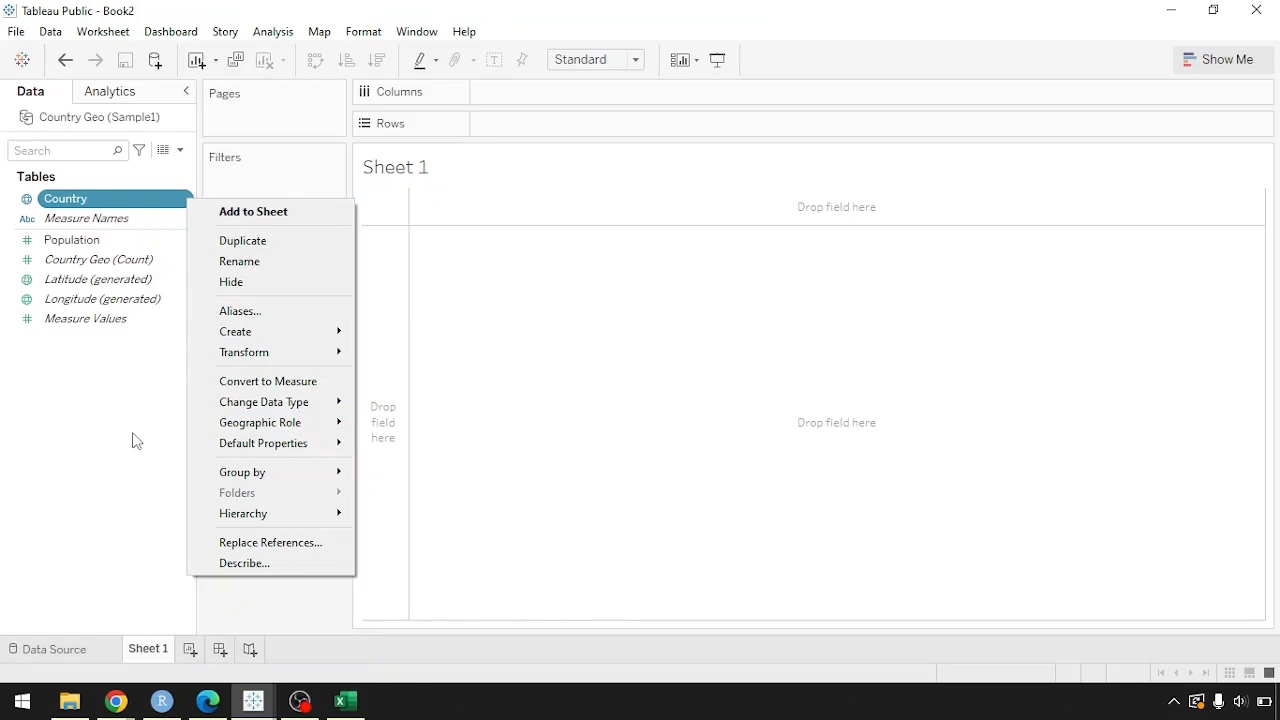 Tableau Public - Book2
File Data Worksheet Dashboard Story Analysis Map Format Window Help
Standard
Show Me
Data Analytics
Pages
Columns
Country Geo (Sample1)
Rows
Search
Filters
Sheet 1
Tables
Country
Abc Measure Names
Population
Country Geo (Count)
Latitude (generated)
Longitude (generated)
Measure Values
Add to Sheet
Duplicate
Rename
Hide
Aliases...
Create
Transform
Convert to Measure
Change Data Type
Geographic Role
Default Properties
Group by
Folders
Hierarchy
Replace References...
Describe...
Drop field here
Drop
field
here
Drop field here
Data Source
Sheet 1